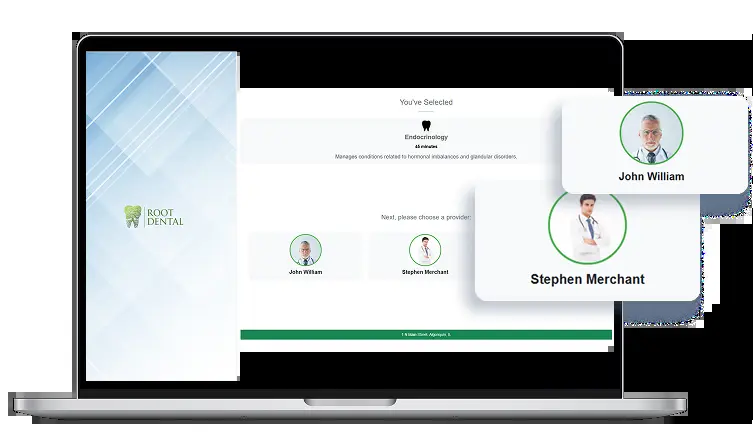 You've Selected
Endocrinology
45 minutes
Manages conditions related to hormonal imbalances and glandular disorders.
ROOT
DENTAL
Next, please choose a provider:
John William
Stephen Merchant
John William
Stephen Merchant